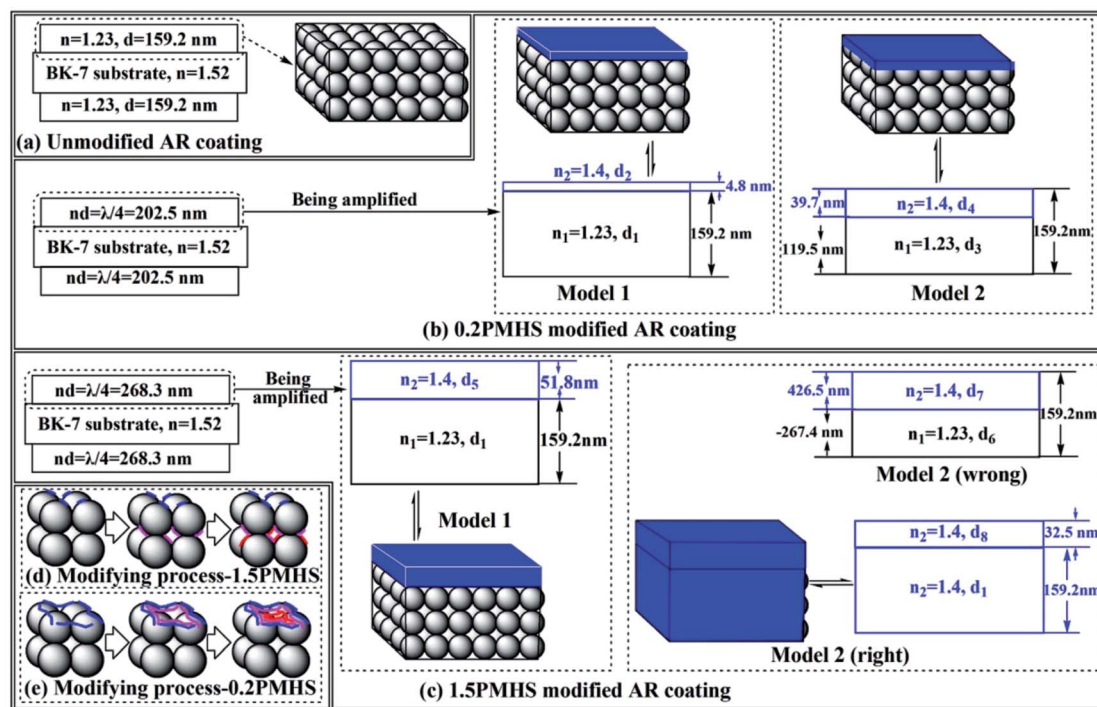 n=1.23, d=159.2 nm
BK-7 substrate, n=1.52
n=1.23, d=159.2 nm
(a) Unmodified AR coating
nd=λ/4=202.5 nm
BK-7 substrate, n=1.52
nd=λ/4=202.5 nm
Being amplified
n₂=1.4, d₂
4.8 nm
n₁=1.23, d₁
159.2 nm
Model 1
39.7 nm
n₂=1.4, d₄
119.5 nm
n₁=1.23, d₃
159.2 nm
Model 2
(b) 0.2PMHS modified AR coating
nd=λ/4=268.3 nm
BK-7 substrate, n=1.52
nd=λ/4=268.3 nm
Being
amplified
n₂=1.4, d₅
51.8nm
n₁=1.23, d₁
159.2nm
Model 1
426.5 nm
n₂=1.4, d₇
-267.4 nm
n₁=1.23, d₆
159.2nm
Model 2 (wrong)
n₂=1.4, d₈
32.5 nm
n₂=1.4, d₁
159.2nm
Model 2 (right)
(c) 1.5PMHS modified AR coating
(d) Modifying process-1.5PMHS
(e) Modifying process-0.2PMHS